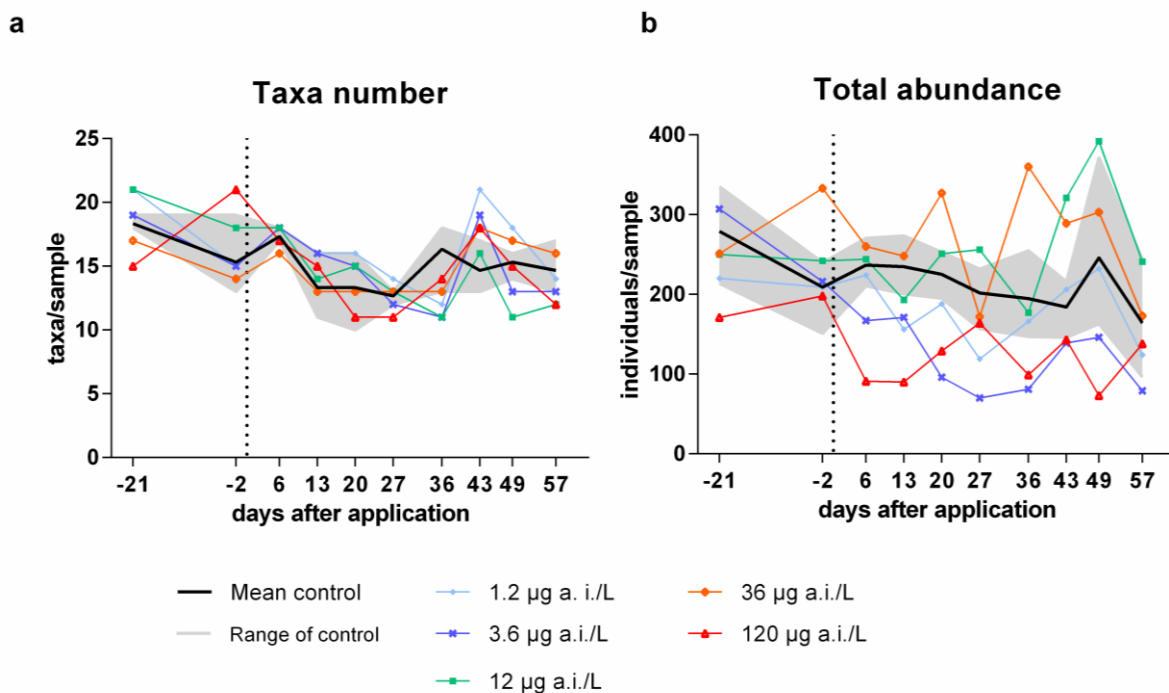 a
b
Taxa number
Total abundance
taxa/sample
25
20
15
10
5
0
-21
-2
6
13
20
27
36
43
49
57
days after application
individuals/sample
400
300
200
100
0
-21
-2
6
13
20
27
36
43
49
57
days after application
Mean control
1.2 µg a. i./L
36 µg a.i./L
Range of control
3.6 µg a.i./L
120 µg a.i./L
12 µg a.i./L